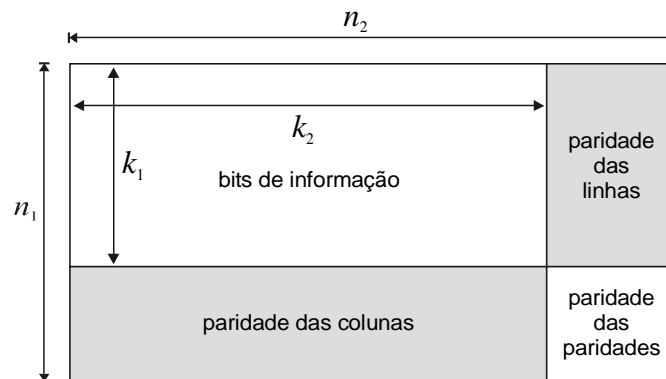 n₂
k₂
k₁
n₁
bits de informação
paridade
das
linhas
paridade das colunas
paridade
das
paridades